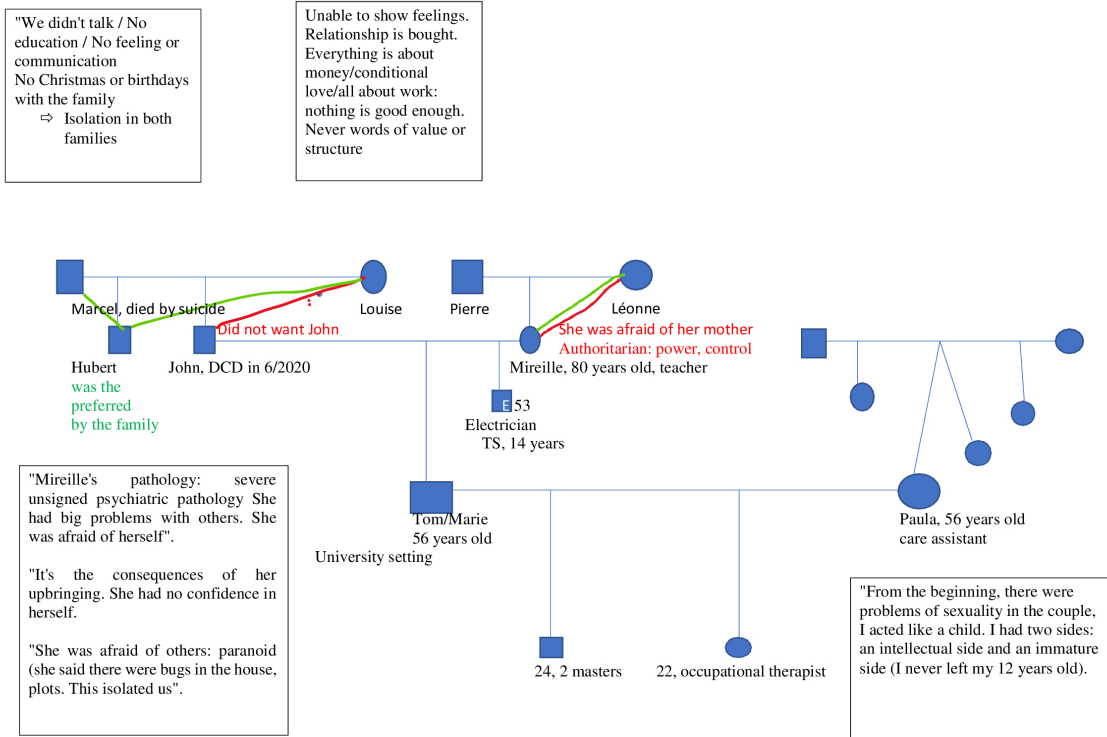 "We didn't talk / No
education / No feeling or
communication
No Christmas or birthdays
with the family
⇨ Isolation in both
families
Unable to show feelings.
Relationship is bought.
Everything is about
money/conditional
love/all about work:
nothing is good enough.
Never words of value or
structure
Marcel, died by suicide
Louise
Pierre
Léonne
Did not want John
She was afraid of her mother
Authoritarian: power, control
Hubert
was the
preferred
by the family
John, DCD in 6/2020
Mireille, 80 years old, teacher
E 53
Electrician
TS, 14 years
"Mireille's pathology: severe
unsigned psychiatric pathology She
had big problems with others. She
was afraid of herself".
"It's the consequences of her
upbringing. She had no confidence in
herself.
"She was afraid of others: paranoid
(she said there were bugs in the house,
plots. This isolated us".
Tom/Marie
56 years old
University setting
Paula, 56 years old
care assistant
24, 2 masters
22, occupational therapist
"From the beginning, there were
problems of sexuality in the couple,
I acted like a child. I had two sides:
an intellectual side and an immature
side (I never left my 12 years old).